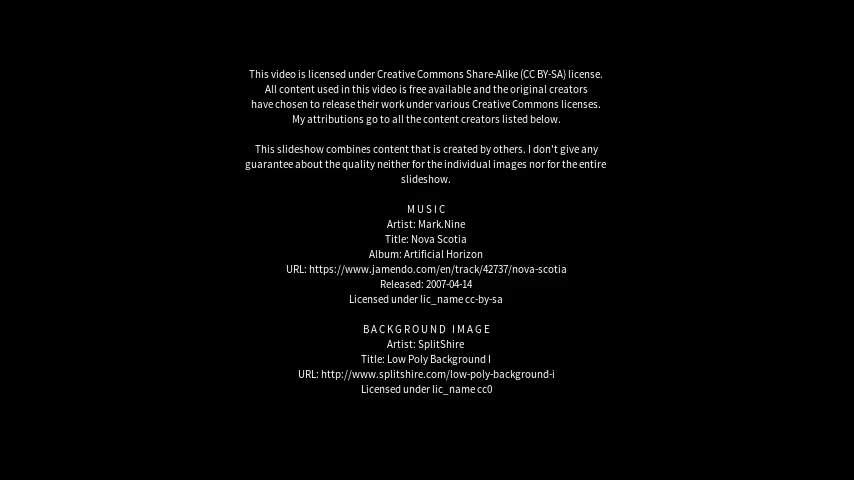 This video is licensed under Creative Commons Share-Alike (CC BY-SA) license.
All content used in this video is free available and the original creators
have chosen to release their work under various Creative Commons licenses.
My attributions go to all the content creators listed below.
This slideshow combines content that is created by others. I don't give any
guarantee about the quality neither for the individual images nor for the entire
slideshow.
MUSIC
Artist: Mark.Nine
Title: Nova Scotia
Album: Artificial Horizon
URL: https://www.jamendo.com/en/track/42737/nova-scotia
Released: 2007-04-14
Licensed under lic_name cc-by-sa
BACKGROUND IMAGE
Artist: SplitShire
Title: Low Poly Background I
URL: http://www.splitshire.com/low-poly-background-i
Licensed under lic_name cc0